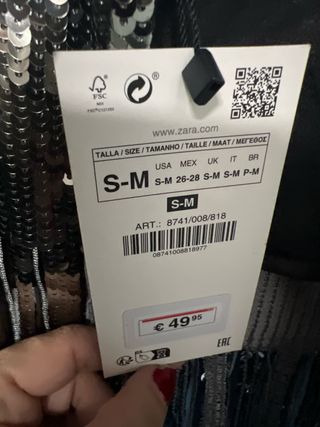 FSC
MIX
www.zara.com
TALLA / SIZE / TAMANHO / TAILLE / MAAT / ΜΕΓΕΘΟΣ
S-M
USA MEX UK IT BR
S-M 26-28 S-M S-M P-M
S-M
ART.: 8741/008/818
08741008818977
€ 49 95
EAC